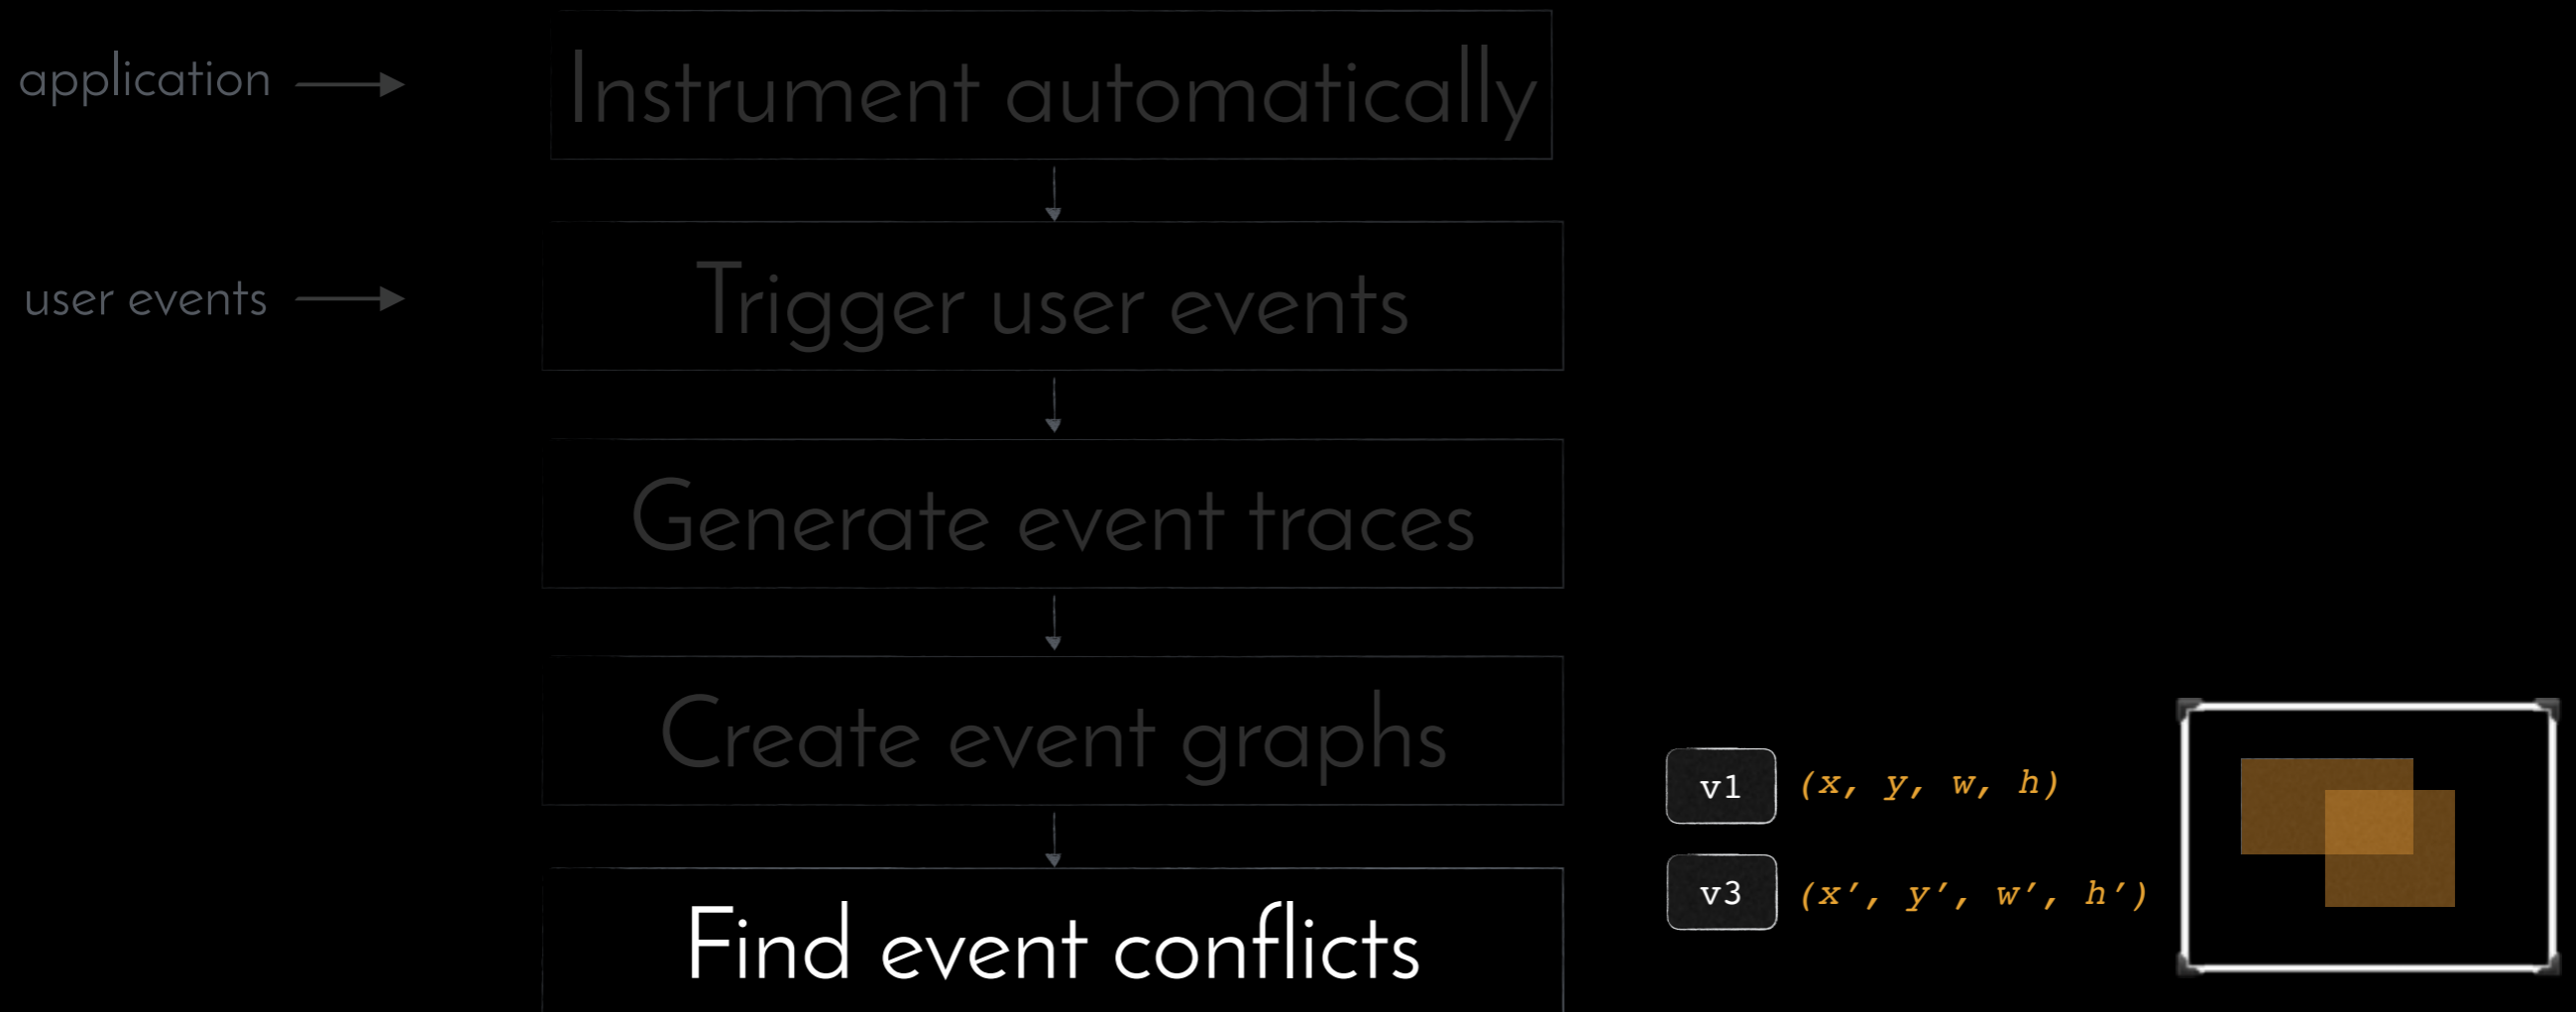 application
Instrument automatically
user events
Trigger user events
Generate event traces
Create event graphs
v1 (x, y, w, h)
v3 (x′, y′, w′, h′)
Find event conflicts